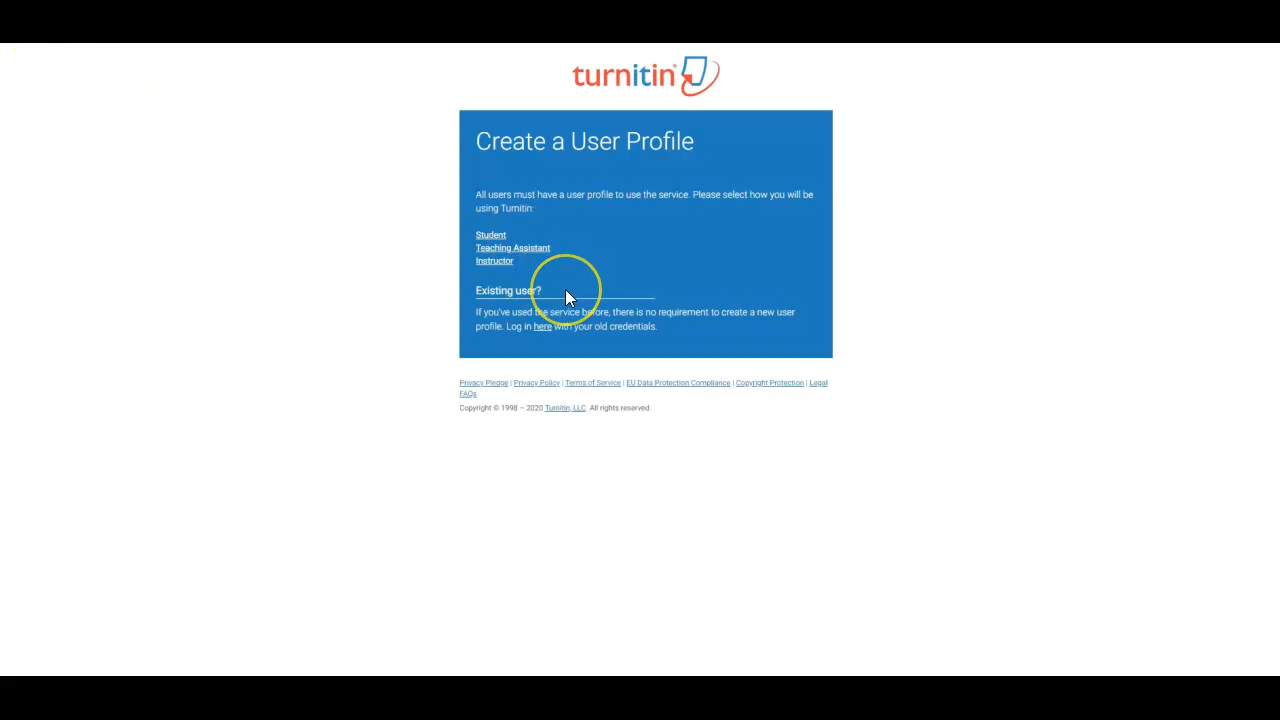 turnitin
Create a User Profile
All users must have a user profile to use the service. Please select how you will be
using Turnitin:
Student
Teaching Assistant
Instructor
Existing user?
If you've used the service before, there is no requirement to create a new user
profile. Log in here with your old credentials.
Privacy Pledge | Privacy Policy | Terms of Service | EU Data Protection Compliance | Copyright Protection | Legal
FAQs
Copyright © 1998 – 2020 Turnitin, LLC. All rights reserved.